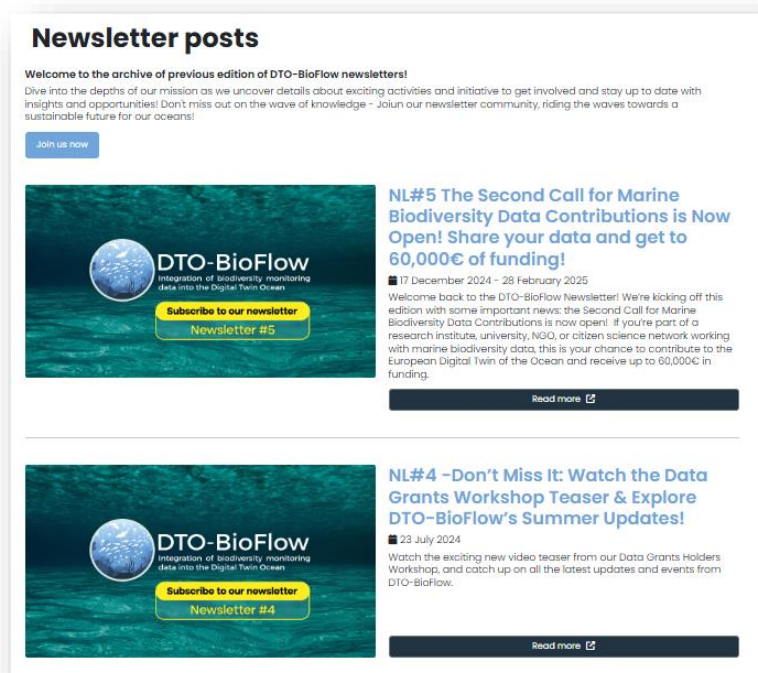 Newsletter posts
Welcome to the archive of previous edition of DTO-BioFlow newsletters!
Dive into the depths of our mission as we uncover details about exciting activities and initiative to get involved and stay up to date with
insights and opportunities! Don't miss out on the wave of knowledge - Joiun our newsletter community, riding the waves towards a
sustainable future for our oceans!
Join us now
DTO-BioFlow
Integration of biodiversity monitoring
data into the Digital Twin Ocean
Subscribe to our newsletter
Newsletter #5
NL#5 The Second Call for Marine
Biodiversity Data Contributions is Now
Open! Share your data and get to
60,000€ of funding!
17 December 2024 - 28 February 2025
Welcome back to the DTO-BioFlow Newsletter! We're kicking off this
edition with some important news: the Second Call for Marine
Biodiversity Data Contributions is now open! If you're part of a
research institute, university, NGO, or citizen science network working
with marine biodiversity data, this is your chance to contribute to the
European Digital Twin of the Ocean and receive up to 60,000€ in
funding.
Read more
DTO-BioFlow
Integration of biodiversity monitoring
data into the Digital Twin Ocean
Subscribe to our newsletter
Newsletter #4
NL#4 -Don't Miss It: Watch the Data
Grants Workshop Teaser & Explore
DTO-BioFlow's Summer Updates!
23 July 2024
Watch the exciting new video teaser from our Data Grants Holders
Workshop, and catch up on all the latest updates and events from
DTO-BioFlow.
Read more